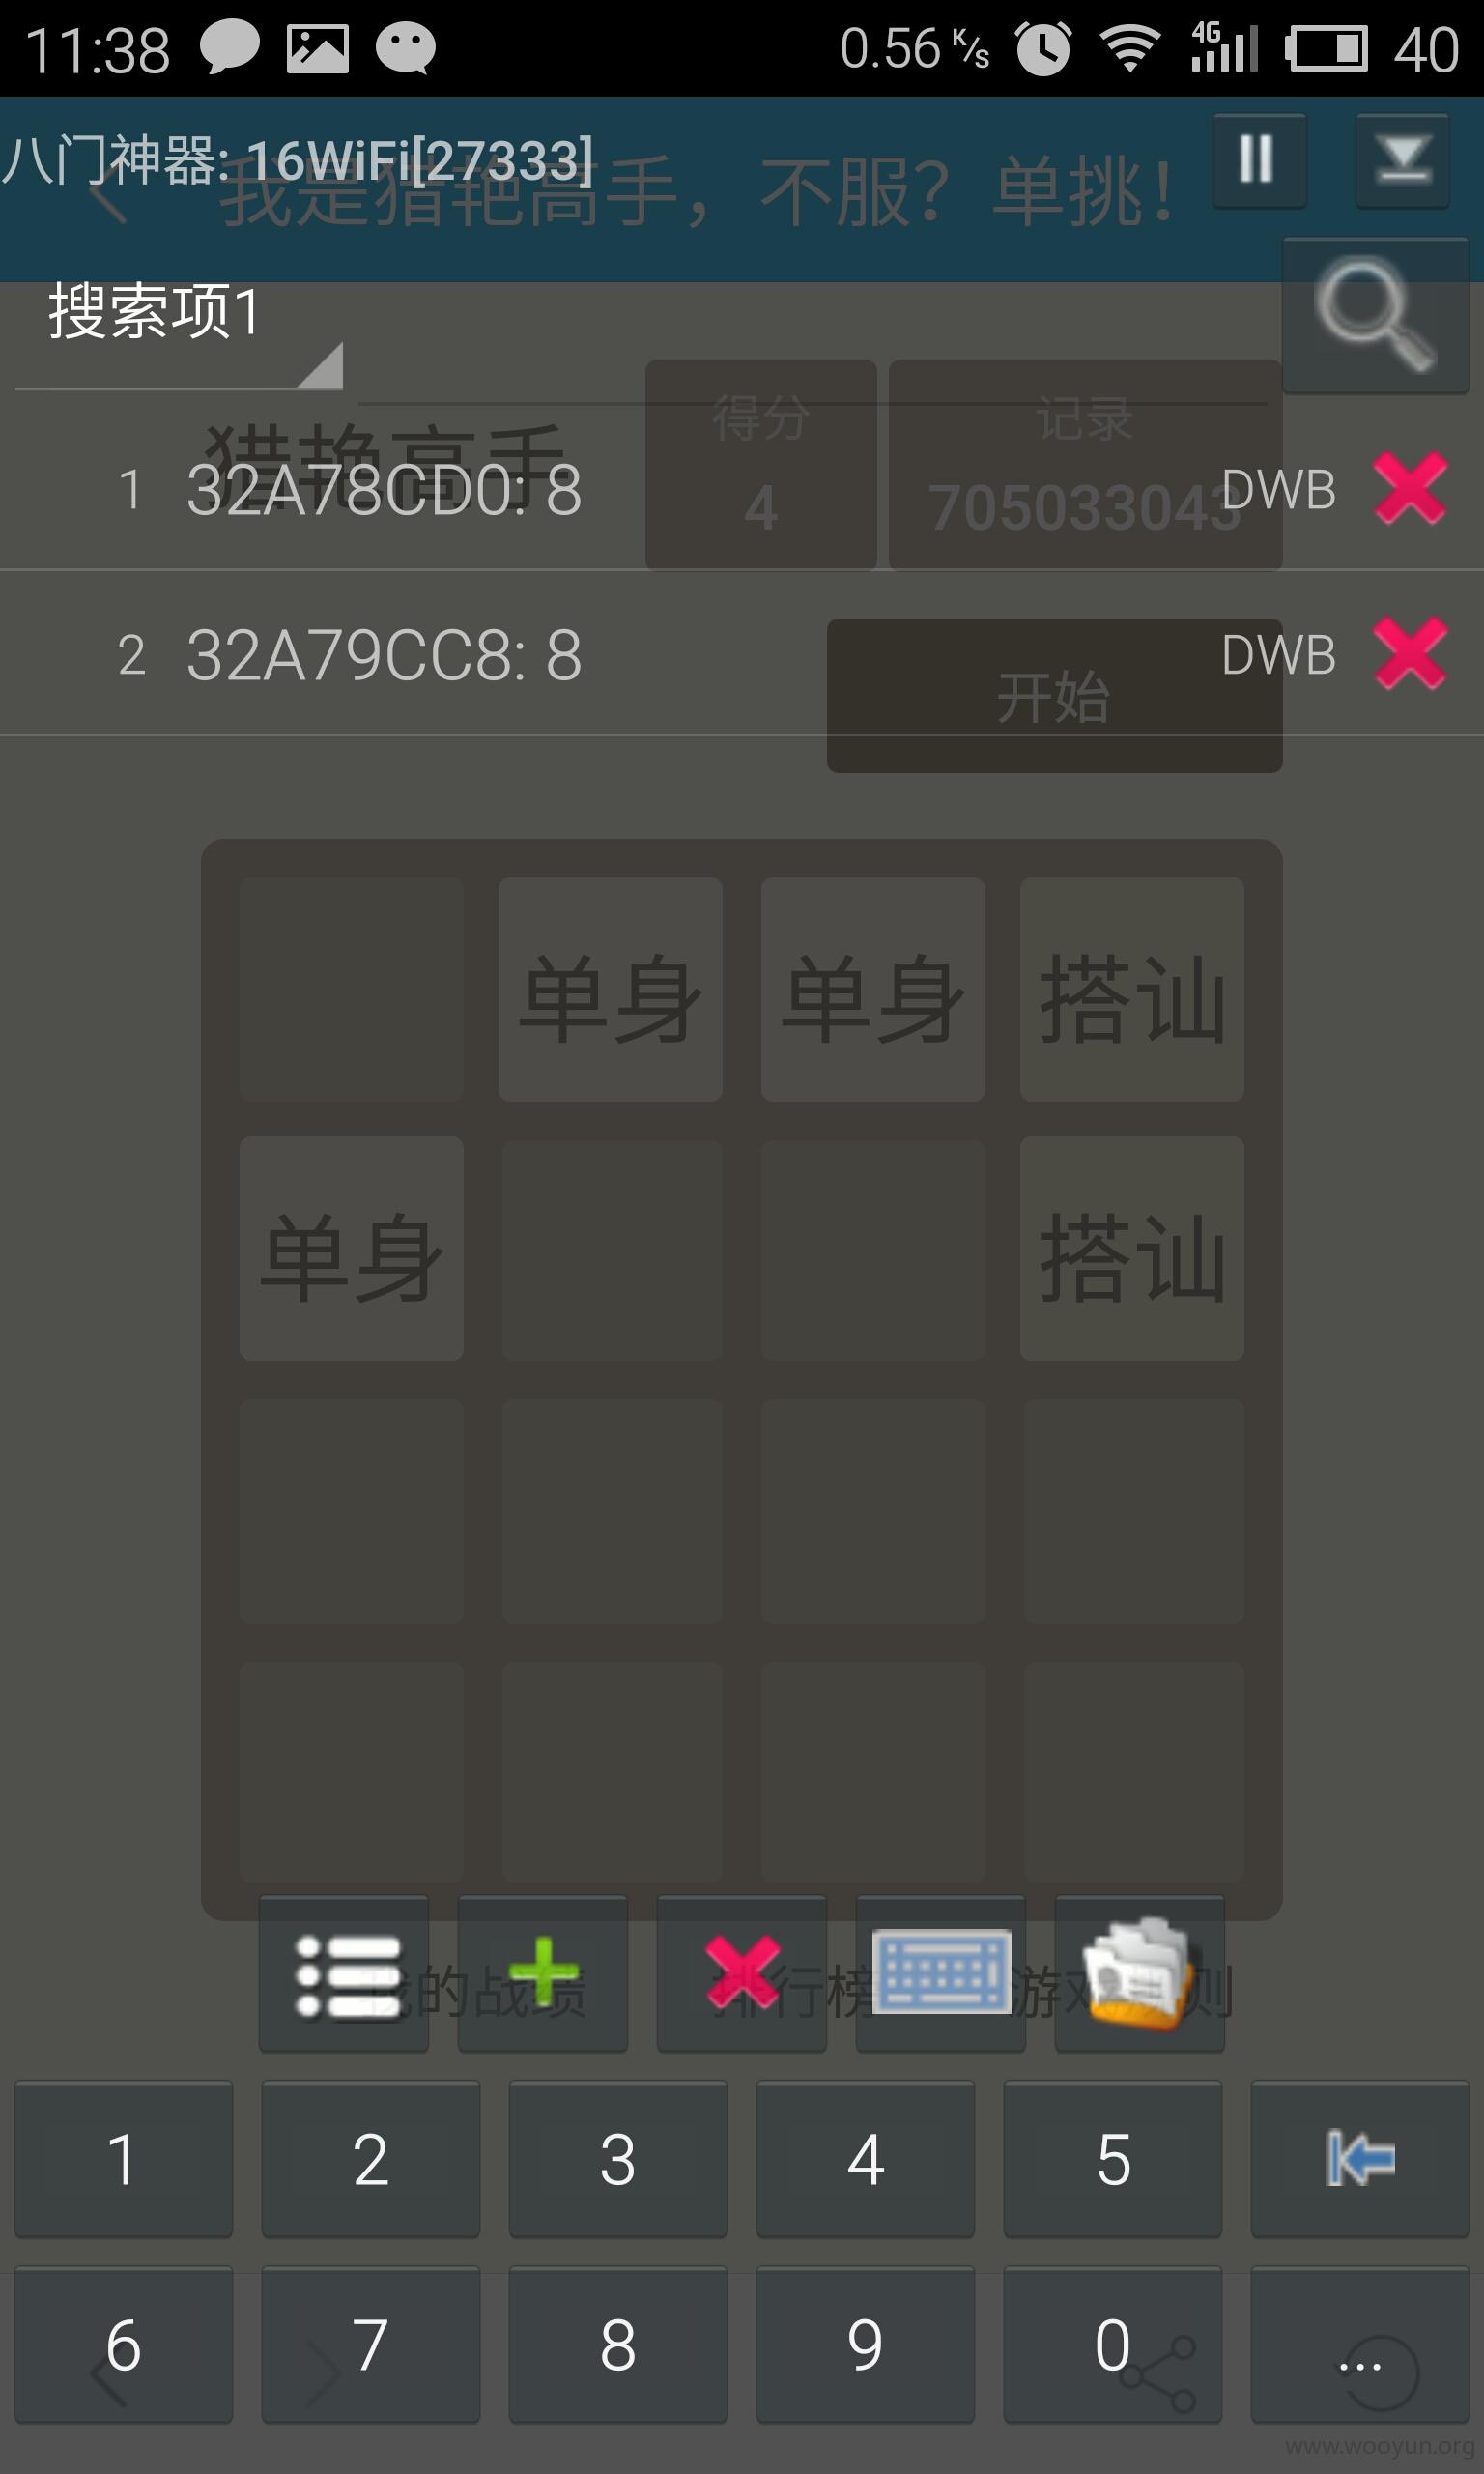 11:38 0.56 K/s 4G 40
八门神器: 16WiFi[27333]
我是猎艳高手，不服？单挑！
搜索项1
得分 记录
猎艳高手
4 705033043
1 32A78CD0: 8 DWB
2 32A79CC8: 8 DWB
开始
单身 单身 搭讪
单身 搭讪
我的战绩 排行榜 游戏规则
1 2 3 4 5
6 7 8 9 0 ...
www.wooyun.org